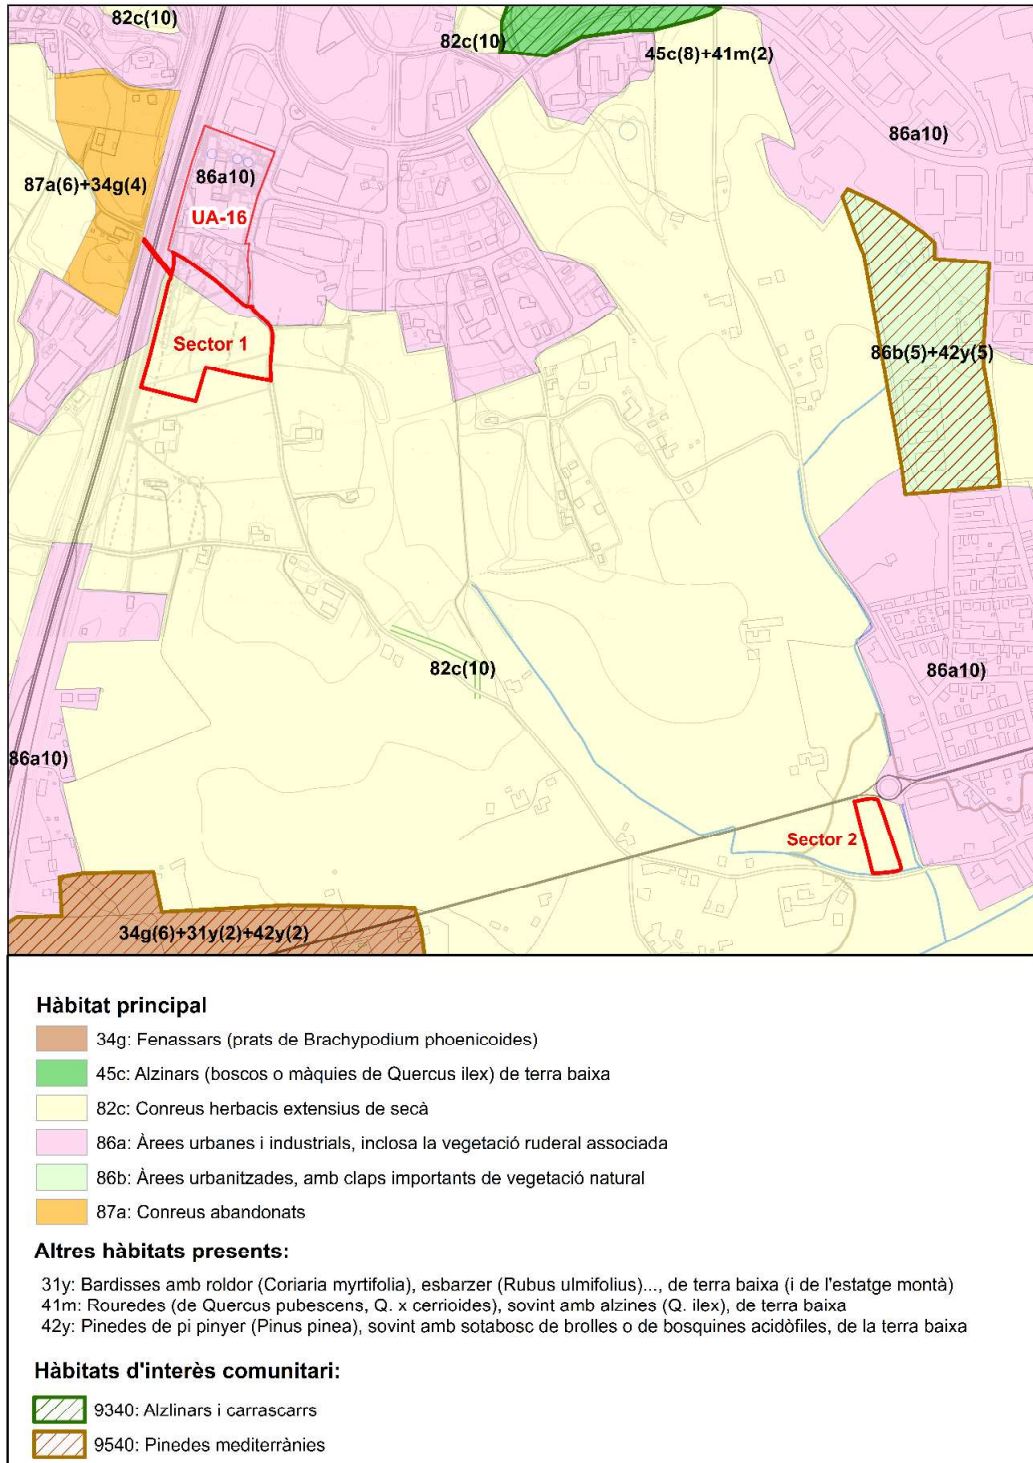 82c(10)
82c(10)
45c(8)+41m(2)
86a10)
87a(6)+34g(4)
86a10)
UA-16
Sector 1
86b(5)+42y(5)
82c(10)
86a10)
86a10)
Sector 2
34g(6)+31y(2)+42y(2)
Hàbitat principal
34g: Fenassars (prats de Brachypodium phoenicoides)
45c: Alzinars (boscos o màquies de Quercus ilex) de terra baixa
82c: Conreus herbacis extensius de secà
86a: Àrees urbanes i industrials, inclosa la vegetació ruderal associada
86b: Àrees urbanitzades, amb claps importants de vegetació natural
87a: Conreus abandonats
Altres hàbitats presents:
31y: Bardisses amb roldor (Coriaria myrtifolia), esbarzer (Rubus ulmifolius)..., de terra baixa (i de l'estatge montà)
41m: Rouredes (de Quercus pubescens, Q. x cerrioides), sovint amb alzines (Q. ilex), de terra baixa
42y: Pinedes de pi pinyer (Pinus pinea), sovint amb sotabosc de brolles o de bosquines acidòfiles, de la terra baixa
Hàbitats d'interès comunitari:
9340: Alzlinars i carrascarrs
9540: Pinedes mediterrànies